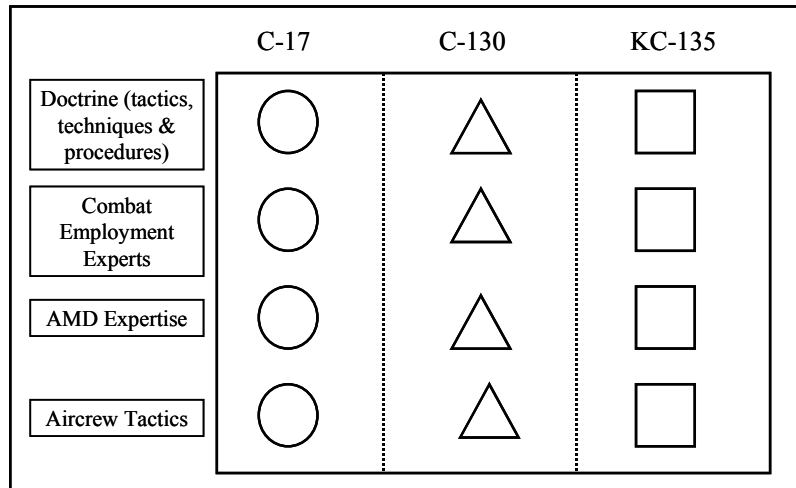 C-17 C-130 KC-135
Doctrine (tactics,
techniques &
procedures)
Combat
Employment
Experts
AMD Expertise
Aircrew Tactics